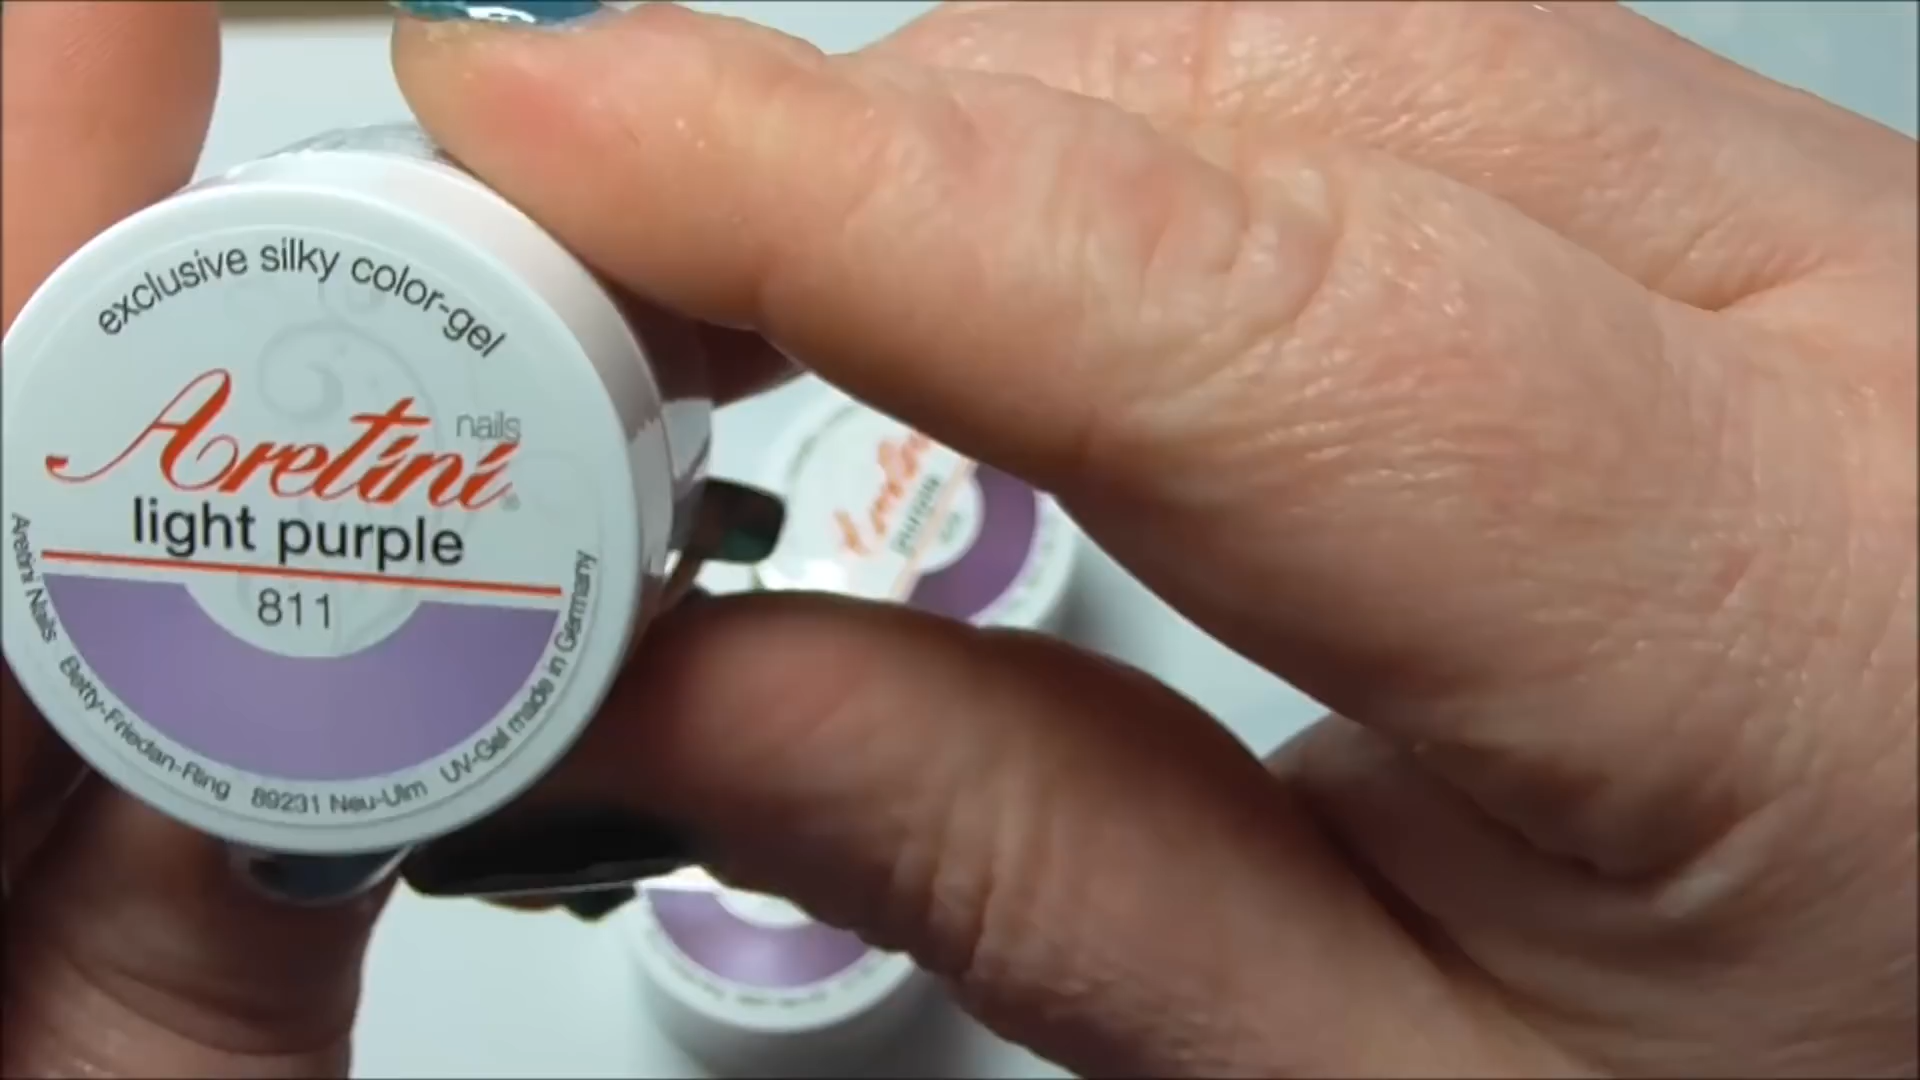 exclusive silky color-gel
Aretini nails
light purple
811
Aretini Nails Betty-Friedan-Ring 89231 Neu-Ulm UV-Gel made in Germany
purple